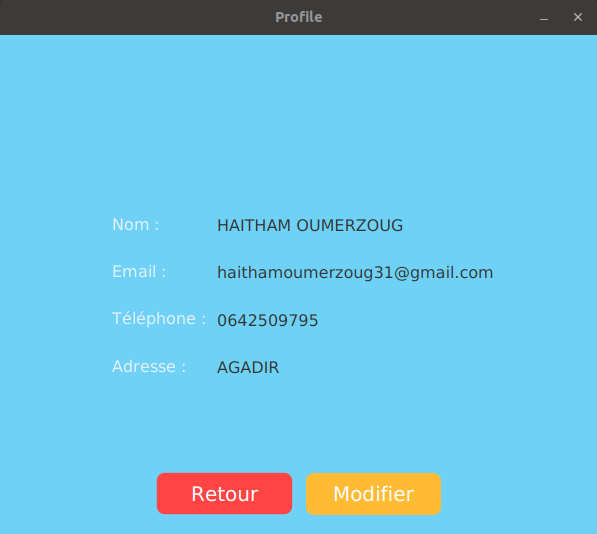 Profile
Nom : HAITHAM OUMERZOUG
Email : haithamoumerzoug31@gmail.com
Téléphone : 0642509795
Adresse : AGADIR
Retour Modifier